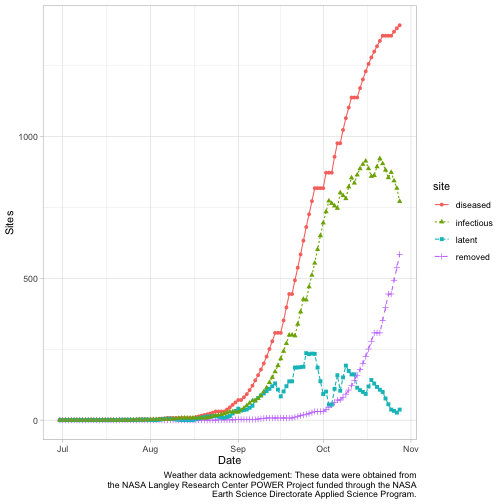 1000
500
0
Sites
Jul Aug Sep Oct Nov
Date
site
diseased
infectious
latent
removed
Weather data acknowledgement: These data were obtained from
the NASA Langley Research Center POWER Project funded through the NASA
Earth Science Directorate Applied Science Program.